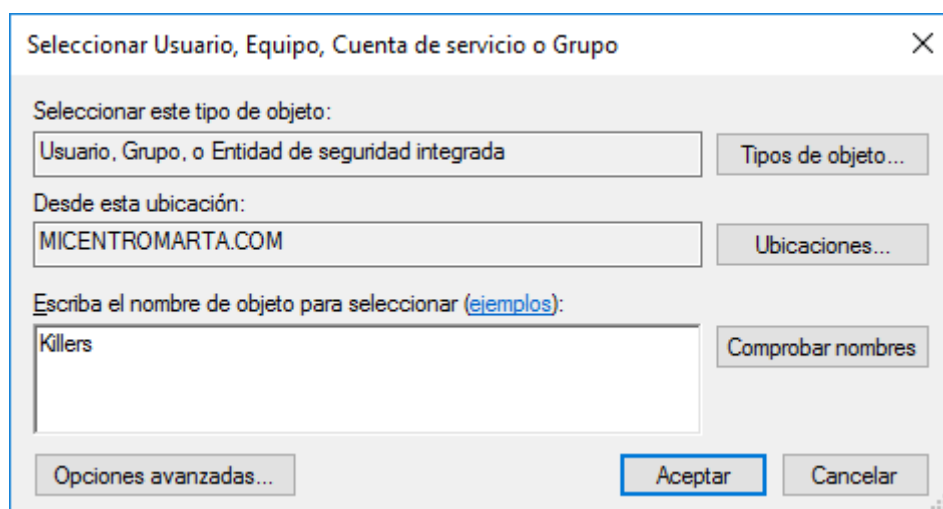 Seleccionar Usuario, Equipo, Cuenta de servicio o Grupo
Seleccionar este tipo de objeto:
Usuario, Grupo, o Entidad de seguridad integrada
Tipos de objeto...
Desde esta ubicación:
MICENTROMARTA.COM
Ubicaciones...
Escriba el nombre de objeto para seleccionar (ejemplos):
Killers
Comprobar nombres
Opciones avanzadas...
Aceptar
Cancelar